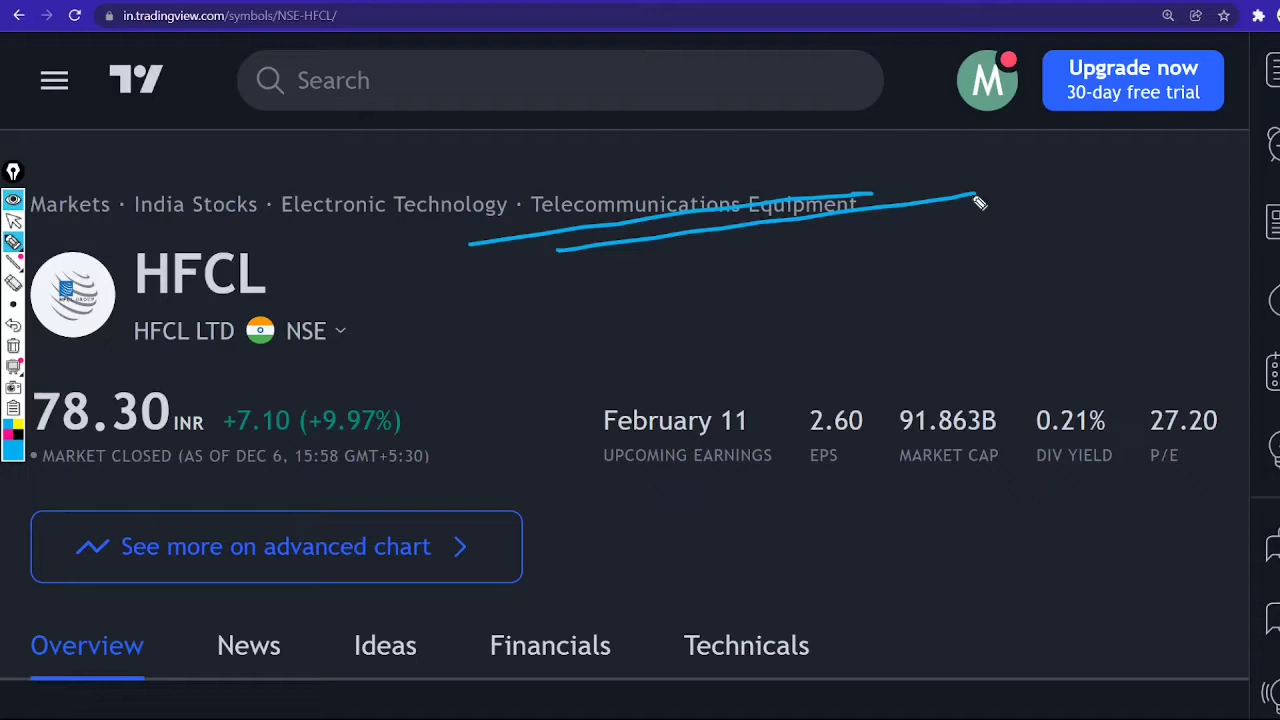 in.tradingview.com/symbols/NSE-HFCL/
Search
M
Upgrade now
30-day free trial
Markets · India Stocks · Electronic Technology · Telecommunications Equipment
HFCL
HFCL LTD NSE
78.30 INR +7.10 (+9.97%)
• MARKET CLOSED (AS OF DEC 6, 15:58 GMT+5:30)
February 11 2.60 91.863B 0.21% 27.20
UPCOMING EARNINGS EPS MARKET CAP DIV YIELD P/E
See more on advanced chart
Overview News Ideas Financials Technicals